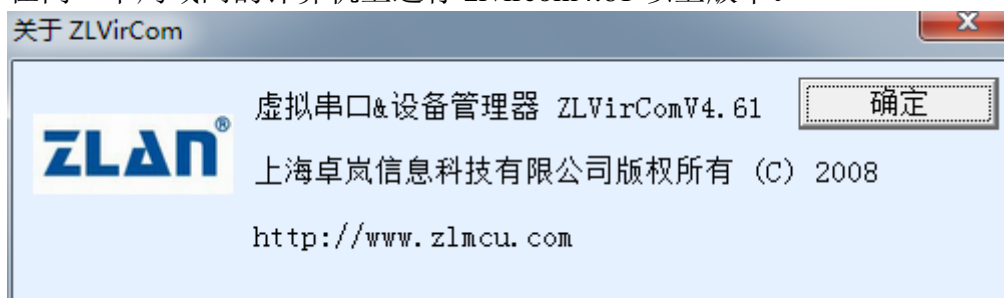 关于 ZLVirCom
虚拟串口&设备管理器 ZLVirComV4.61
确定
ZLAN®
上海卓岚信息科技有限公司版权所有 (C) 2008
http://www.zlmcu.com